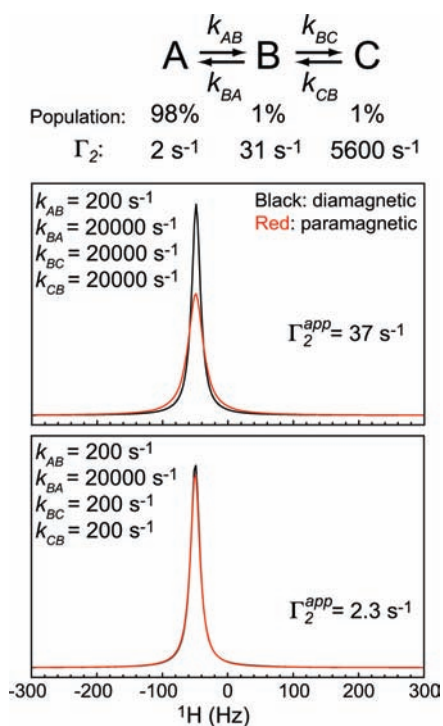 k_AB k_BC
A ⇌ B ⇌ C
k_BA k_CB
Population: 98% 1% 1%
Γ₂: 2 s⁻¹ 31 s⁻¹ 5600 s⁻¹
k_AB = 200 s⁻¹
k_BA = 20000 s⁻¹
k_BC = 20000 s⁻¹
k_CB = 20000 s⁻¹
Black: diamagnetic
Red: paramagnetic
Γ₂^app = 37 s⁻¹
k_AB = 200 s⁻¹
k_BA = 20000 s⁻¹
k_BC = 200 s⁻¹
k_CB = 200 s⁻¹
Γ₂^app = 2.3 s⁻¹
-300 -200 -100 0 100 200 300
¹H (Hz)